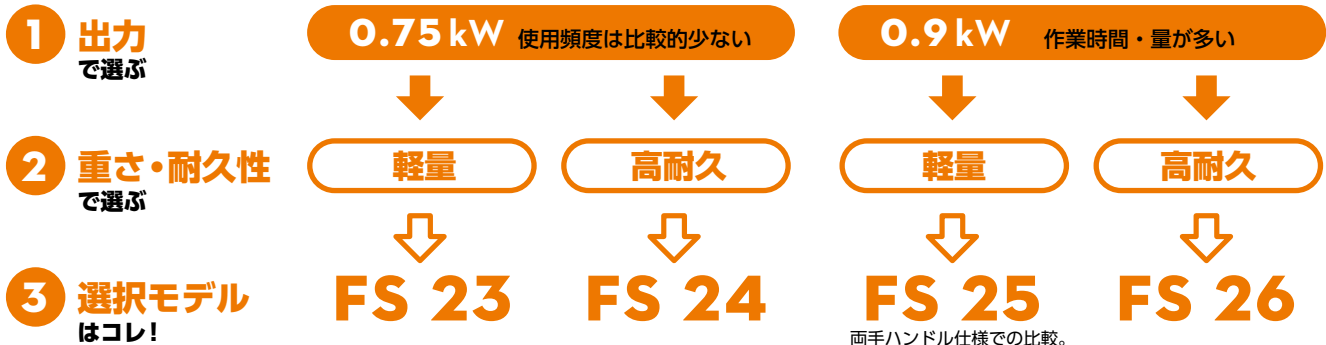 1 出力
で選ぶ
0.75 kW 使用頻度は比較的少ない
0.9 kW 作業時間・量が多い
2 重さ・耐久性
で選ぶ
軽量
高耐久
軽量
高耐久
3 選択モデル
はコレ!
FS 23
FS 24
FS 25
FS 26
両手ハンドル仕様での比較。